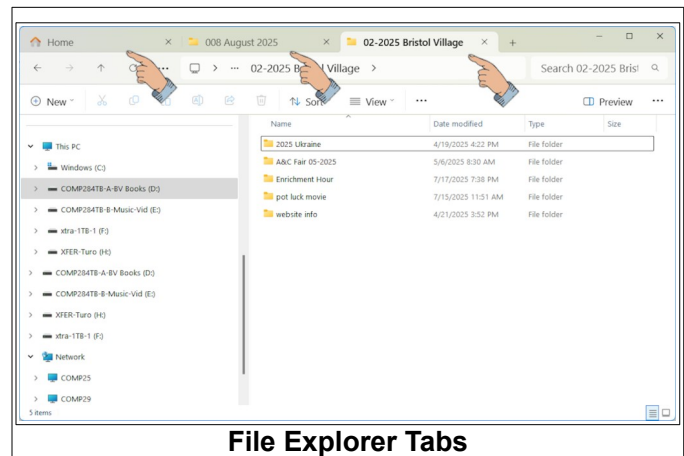 Home × 008 August 2025 × 02-2025 Bristol Village × +
02-2025 B Village > Search 02-2025 Brist
New Sort View ... Preview ...
Name Date modified Type Size
This PC
2025 Ukraine 4/19/2025 4:22 PM File folder
Windows (C:)
A&C Fair 05-2025 5/6/2025 8:30 AM File folder
COMP284TB-A-BV Books (D:)
Enrichment Hour 7/17/2025 7:38 PM File folder
COMP284TB-B-Music-Vid (E:)
pot luck movie 7/15/2025 11:51 AM File folder
xtra-1TB-1 (F:)
website info 4/21/2025 3:52 PM File folder
XFER-Turo (H:)
COMP284TB-A-BV Books (D:)
COMP284TB-B-Music-Vid (E:)
XFER-Turo (H:)
xtra-1TB-1 (F:)
Network
COMP25
COMP29
5 items
File Explorer Tabs